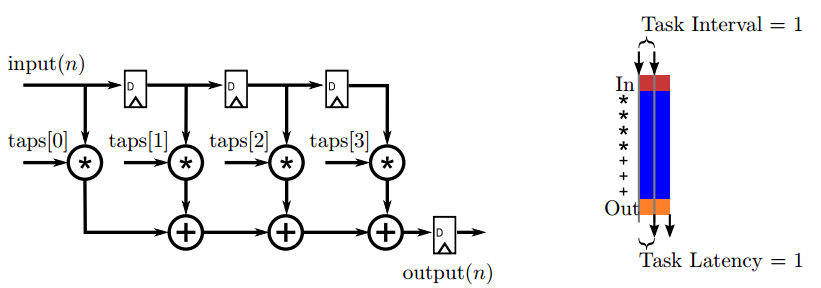 Task Interval = 1
input(n)
D
D
D
In
*
*
*
*
+
+
+
Out
taps[0]
taps[1]
taps[2]
taps[3]
*
*
*
*
+
+
+
D
output(n)
Task Latency = 1